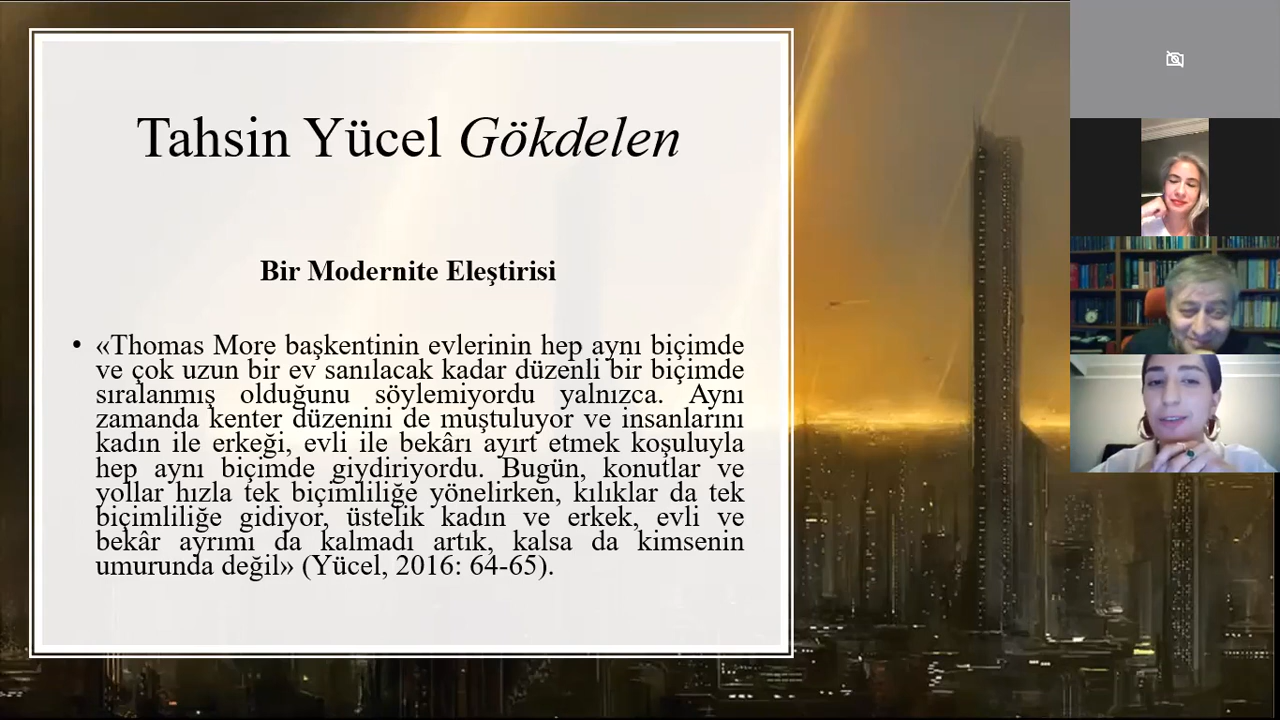 Tahsin Yücel Gökdelen
Bir Modernite Eleştirisi
• «Thomas More başkentinin evlerinin hep aynı biçimde
ve çok uzun bir ev sanılacak kadar düzenli bir biçimde
sıralanmış olduğunu söylemiyordu yalnızca. Aynı
zamanda kenter düzenini de muştuluyor ve insanlarını
kadın ile erkeği, evli ile bekârı ayırt etmek koşuluyla
hep aynı biçimde giydiriyordu. Bugün, konutlar ve
yollar hızla tek biçimliliğe yönelirken, kılıklar da tek
biçimliliğe gidiyor, üstelik kadın ve erkek, evli ve
bekâr ayrımı da kalmadı artık, kalsa da kimsenin
umurunda değil» (Yücel, 2016: 64-65).